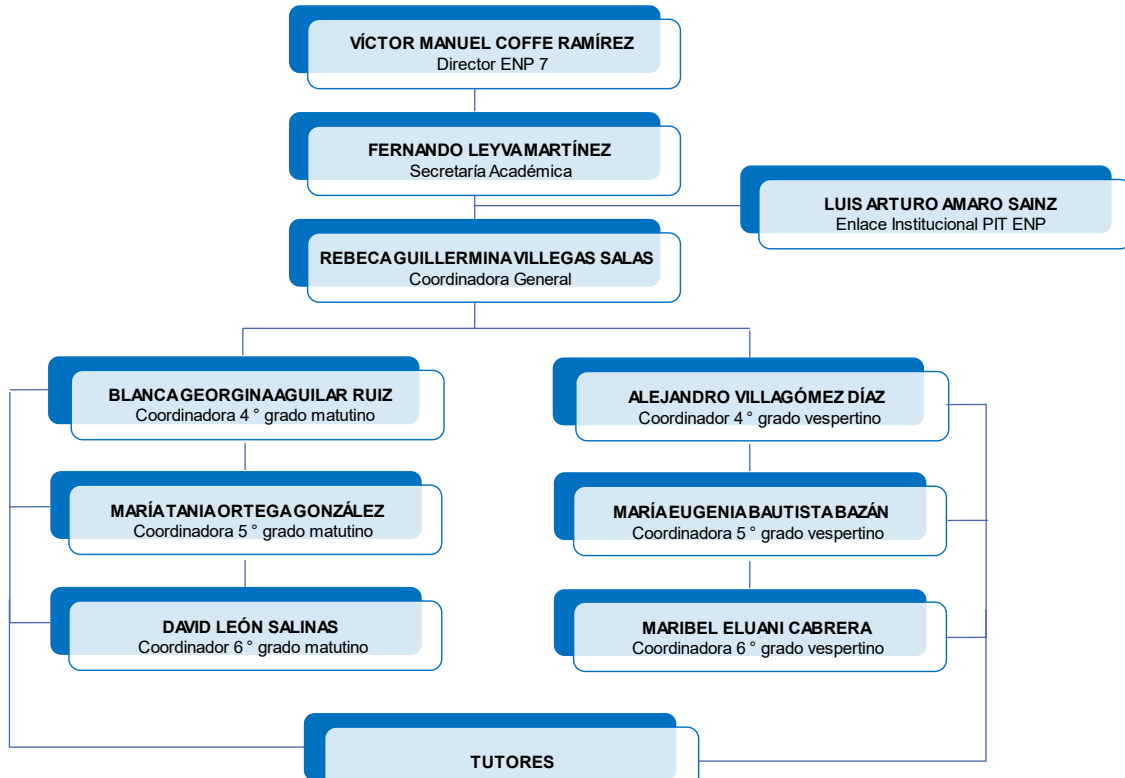 VÍCTOR MANUEL COFFE RAMÍREZ
Director ENP 7
FERNANDO LEYVA MARTÍNEZ
Secretaría Académica
LUIS ARTURO AMARO SAINZ
Enlace Institucional PIT ENP
REBECA GUILLERMINA VILLEGAS SALAS
Coordinadora General
BLANCA GEORGINA AGUILAR RUIZ
Coordinadora 4 ° grado matutino
ALEJANDRO VILLAGÓMEZ DÍAZ
Coordinador 4 ° grado vespertino
MARÍA TANIA ORTEGA GONZÁLEZ
Coordinadora 5 ° grado matutino
MARÍA EUGENIA BAUTISTA BAZÁN
Coordinadora 5 ° grado vespertino
DAVID LEÓN SALINAS
Coordinador 6 ° grado matutino
MARIBEL ELUANI CABRERA
Coordinadora 6 ° grado vespertino
TUTORES